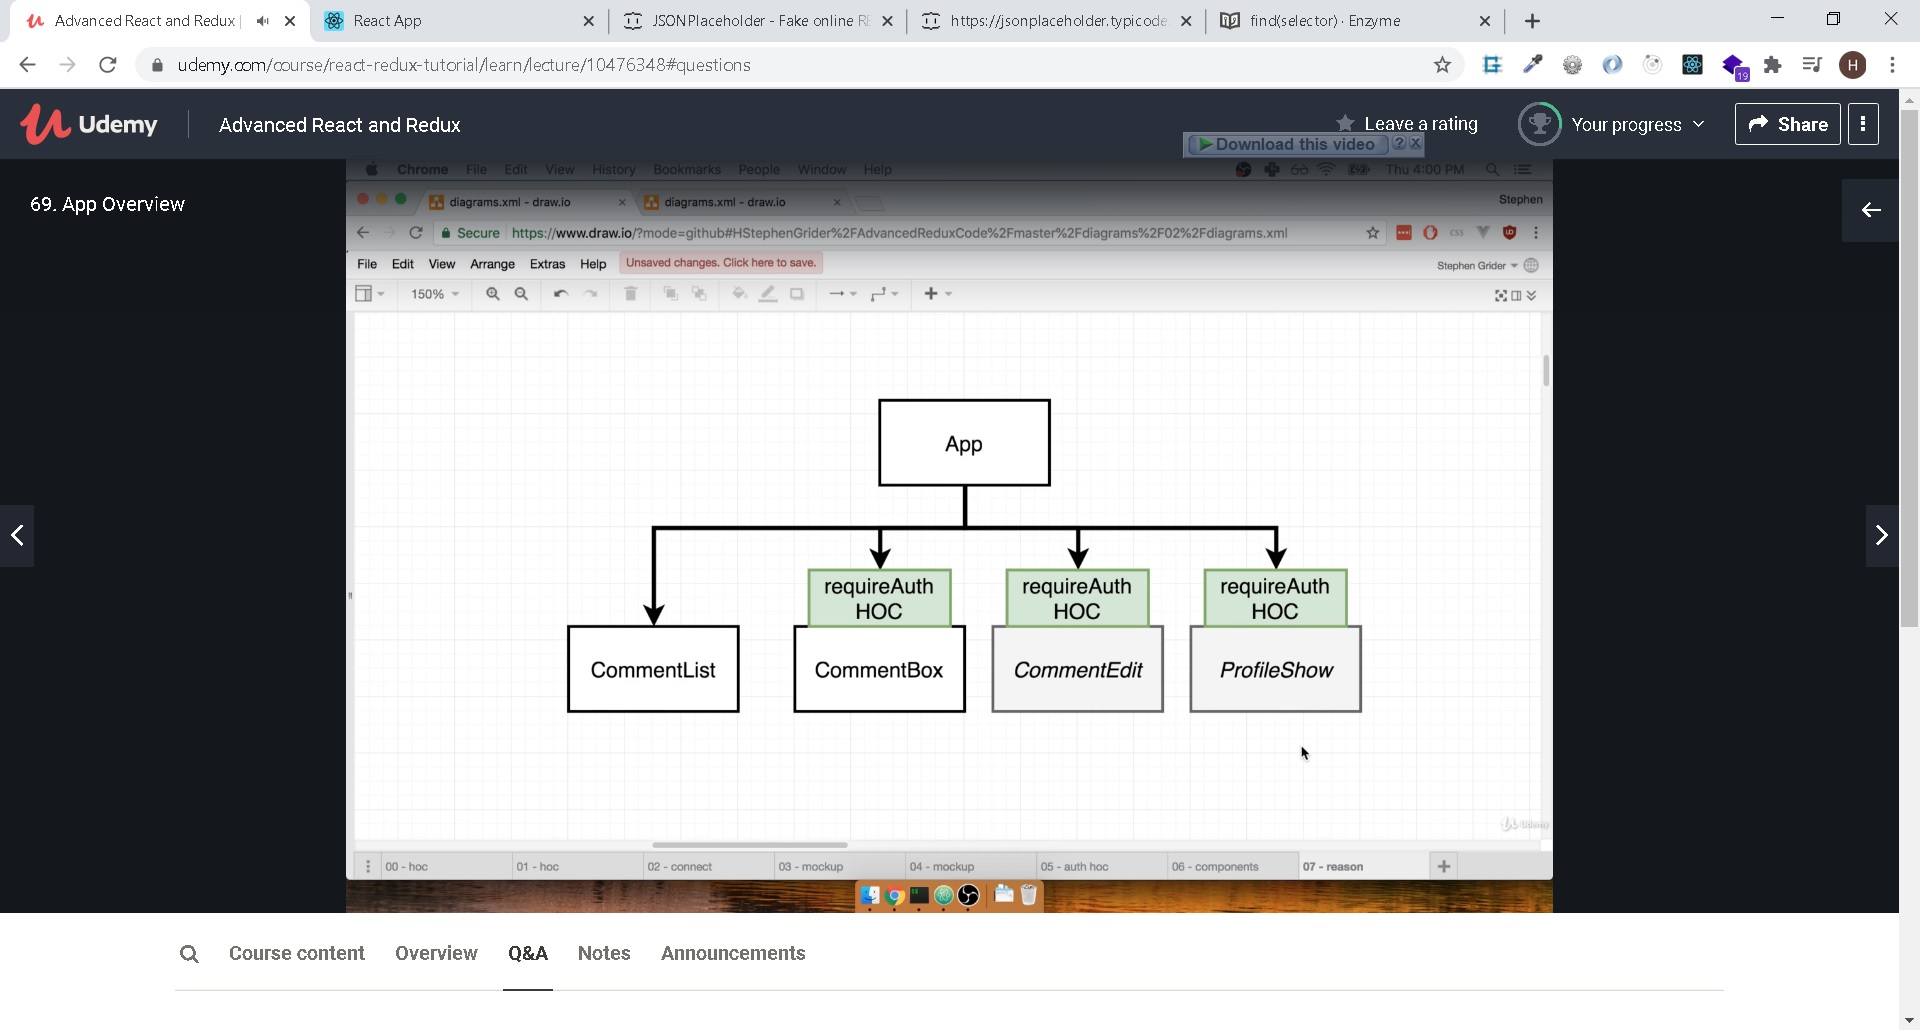 Advanced React and Redux
React App
JSONPlaceholder - Fake online RE
https://jsonplaceholder.typicode
find(selector) · Enzyme
udemy.com/course/react-redux-tutorial/learn/lecture/10476348#questions
19
H
Udemy
Advanced React and Redux
Leave a rating
Your progress
Share
Download this video
69. App Overview
Chrome File Edit View History Bookmarks People Window Help
Thu 4:00 PM
diagrams.xml - draw.io
diagrams.xml - draw.io
Stephen
Secure https://www.draw.io/?mode=github#HStephenGrider%2FAdvancedReduxCode%2Fmaster%2Fdiagrams%2F02%2Fdiagrams.xml
CSS
File Edit View Arrange Extras Help Unsaved changes. Click here to save.
Stephen Grider
150%
App
requireAuth
HOC
requireAuth
HOC
requireAuth
HOC
CommentList
CommentBox
CommentEdit
ProfileShow
Udemy
00 - hoc
01 - hoc
02 - connect
03 - mockup
04 - mockup
05 - auth hoc
06 - components
07 - reason
Course content
Overview
Q&A
Notes
Announcements